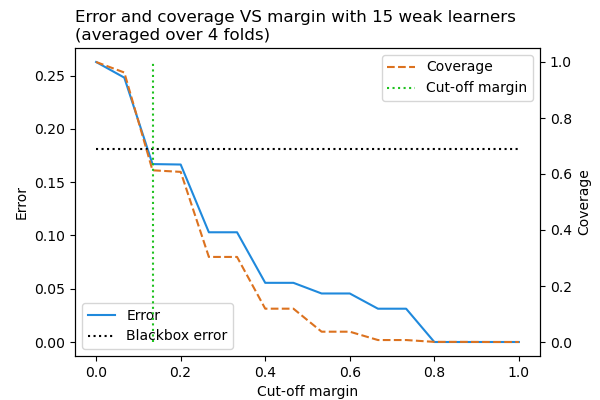 Error and coverage VS margin with 15 weak learners
(averaged over 4 folds)
Coverage
Cut-off margin
Error
Blackbox error
Error
0.25
0.20
0.15
0.10
0.05
0.00
1.0
0.8
0.6
0.4
0.2
0.0
Coverage
0.0 0.2 0.4 0.6 0.8 1.0
Cut-off margin